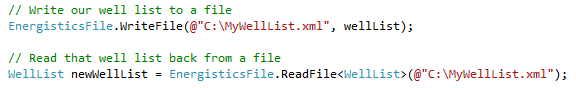 // Write our well list to a file
EnergisticsFile.WriteFile(@"C:\MyWellList.xml", wellList);
// Read that well list back from a file
WellList newWellList = EnergisticsFile.ReadFile<WellList>(@"C:\MyWellList.xml");